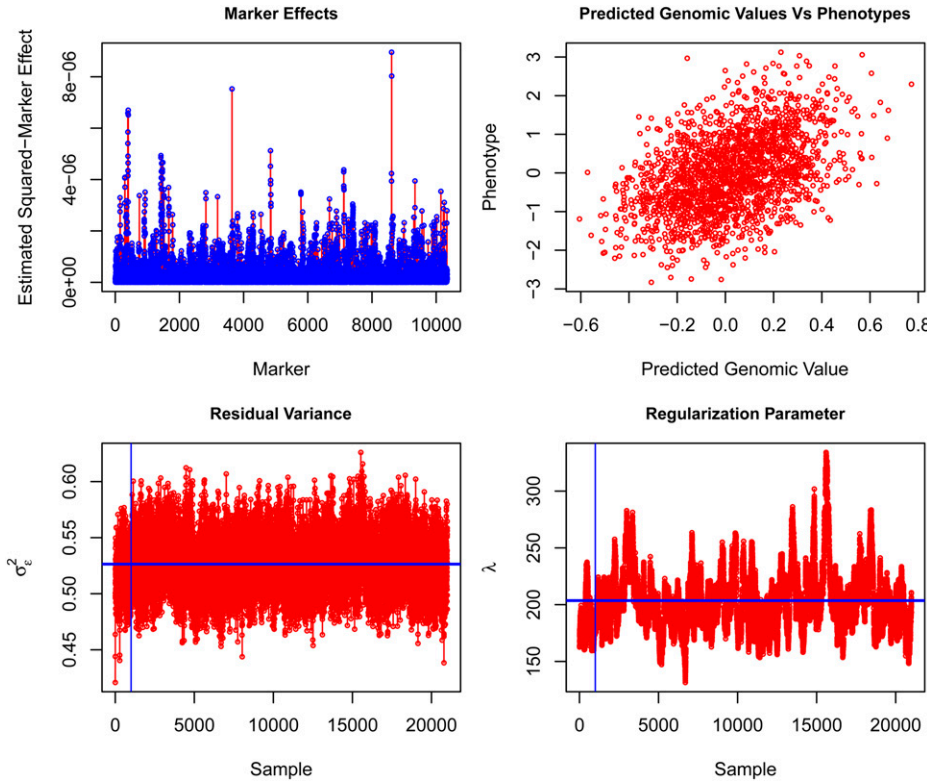 Marker Effects
Estimated Squared−Marker Effect
0e+00
4e−06
8e−06
0 2000 4000 6000 8000 10000
Marker
Predicted Genomic Values Vs Phenotypes
Phenotype
3
2
1
0
−1
−2
−3
−0.6 −0.2 0.0 0.2 0.4 0.6 0.8
Predicted Genomic Value
Residual Variance
σ²ε
0.60
0.55
0.50
0.45
0 5000 10000 15000 20000
Sample
Regularization Parameter
λ
300
250
200
150
0 5000 10000 15000 20000
Sample